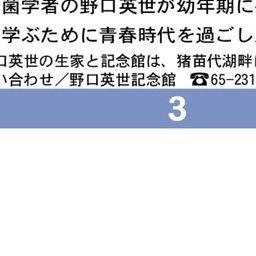 菌学者の野口英世が幼年期に
学ぶために青春時代を過ごし
口英世の生家と記念館は、猪苗代湖畔
い合わせ／野口英世記念館 ☎65-231
3